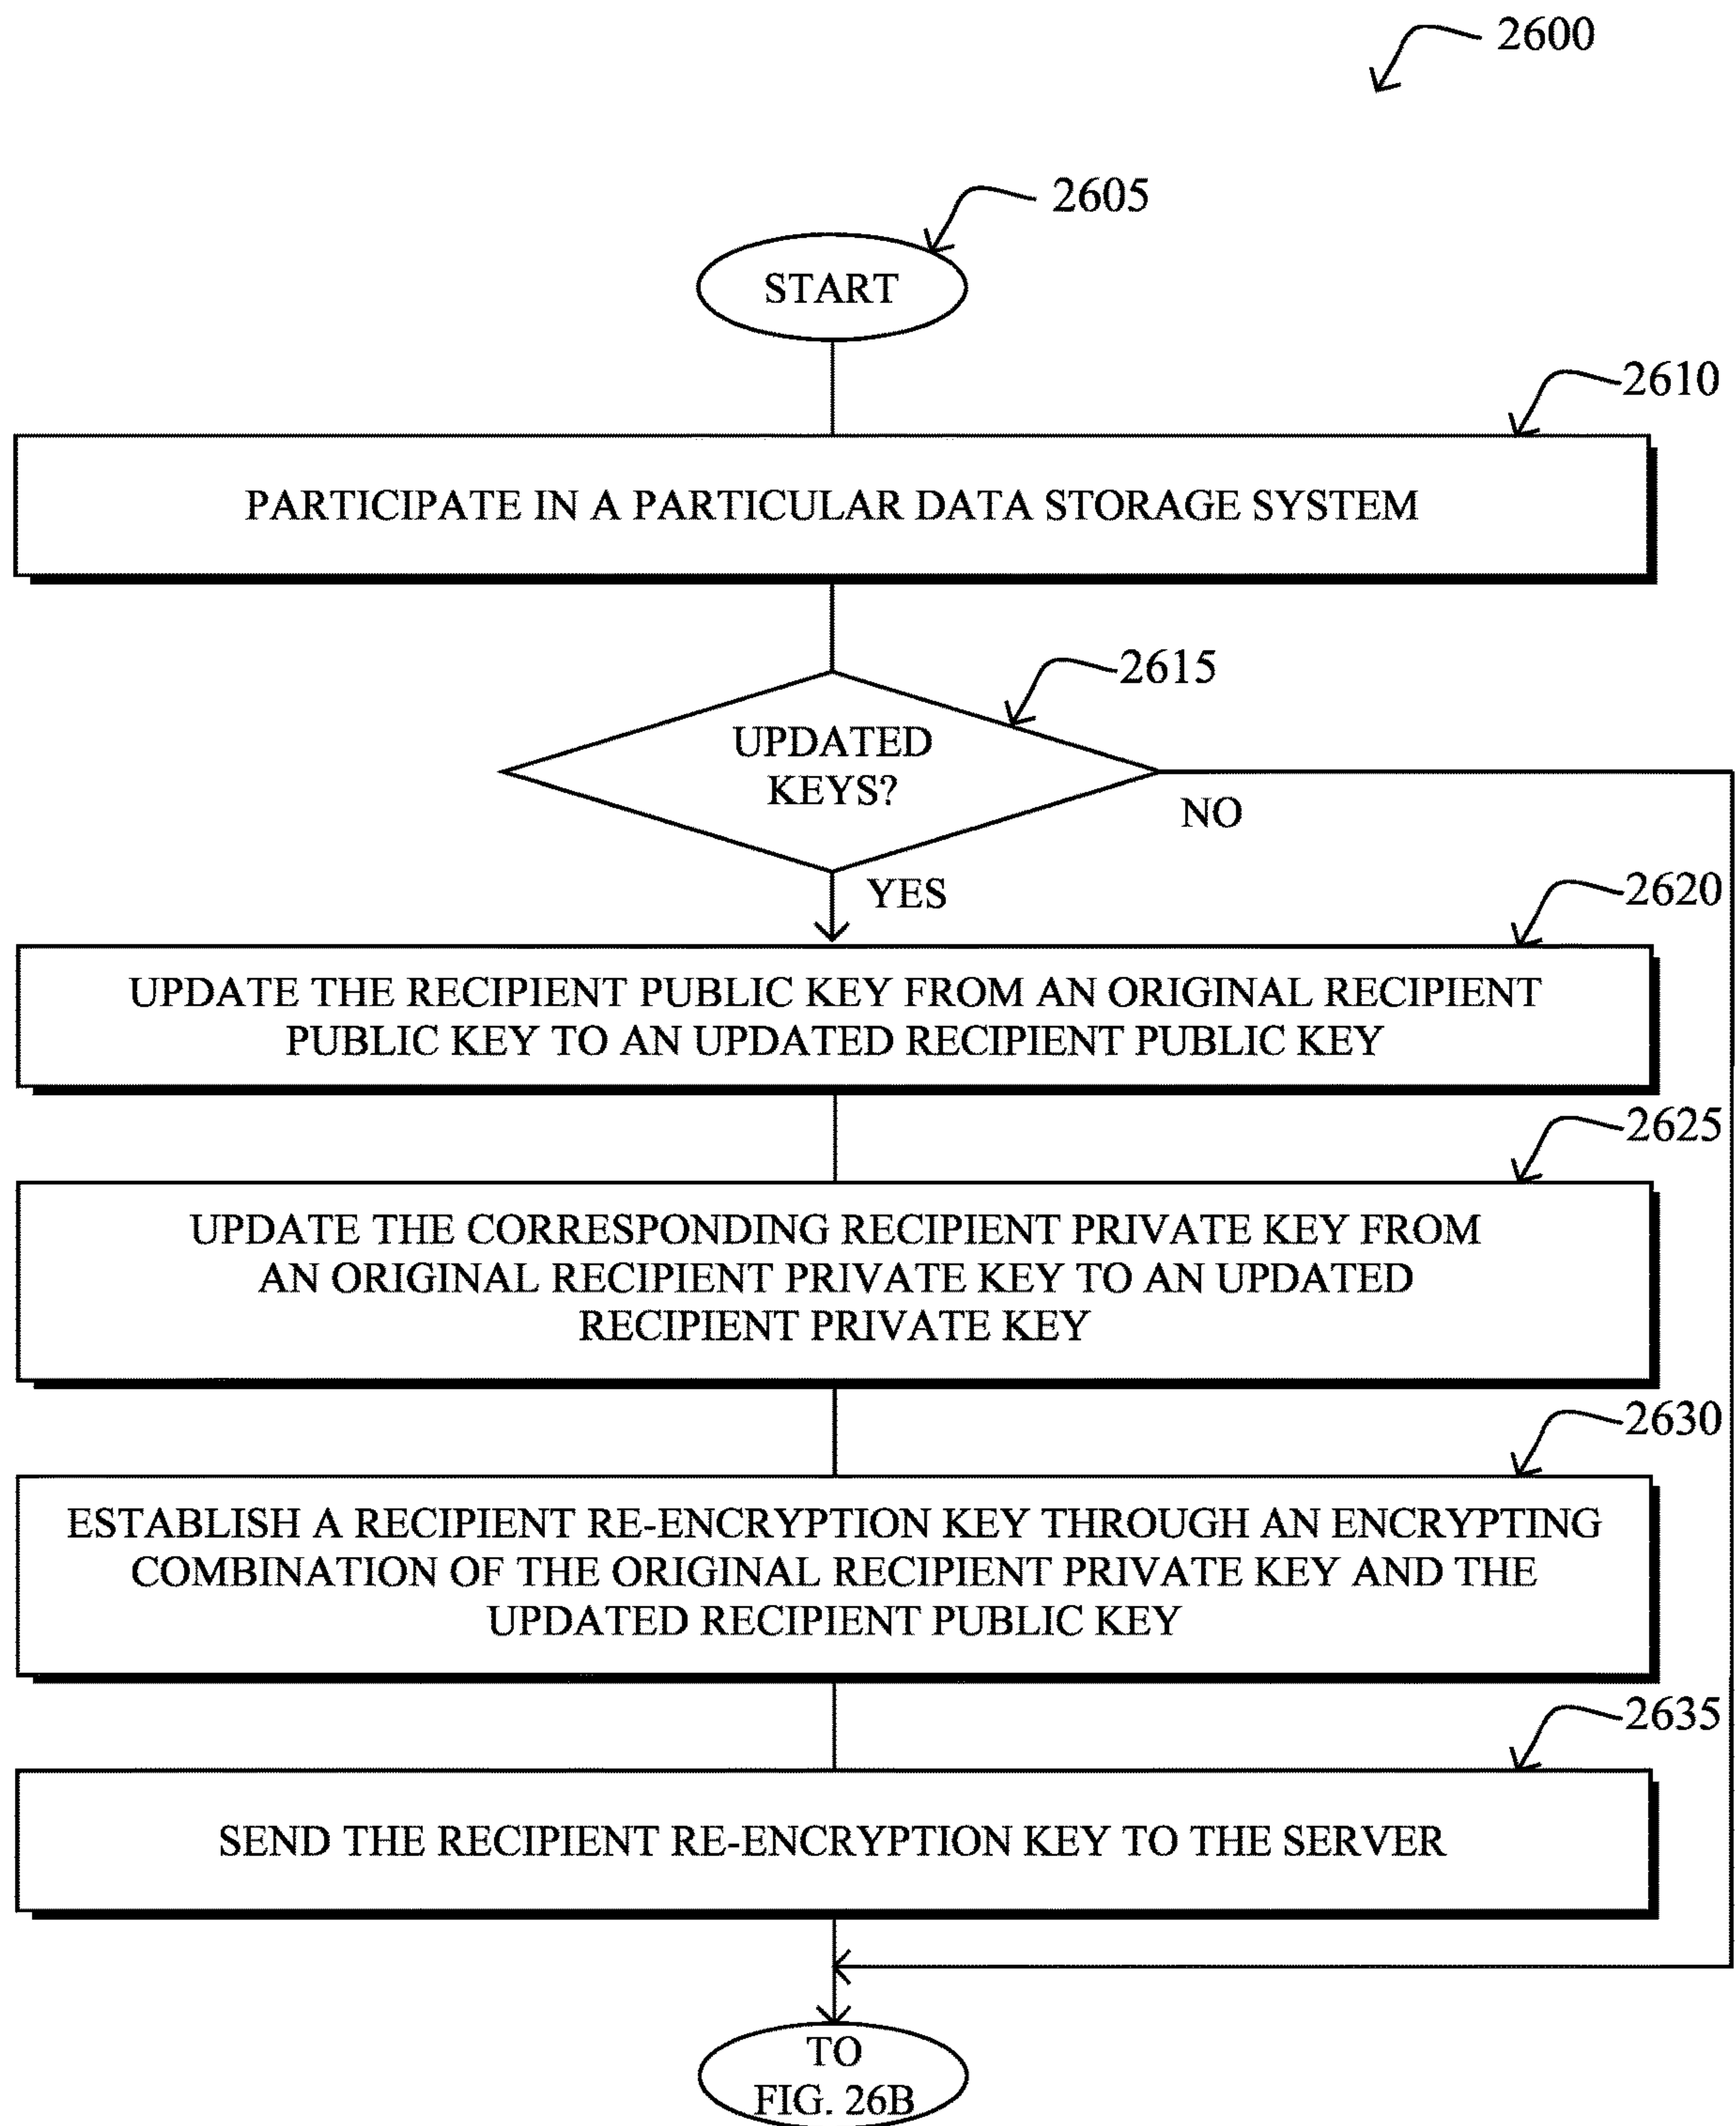 2600
2605
START
2610
PARTICIPATE IN A PARTICULAR DATA STORAGE SYSTEM
2615
UPDATED
KEYS?
NO
YES
2620
UPDATE THE RECIPIENT PUBLIC KEY FROM AN ORIGINAL RECIPIENT
PUBLIC KEY TO AN UPDATED RECIPIENT PUBLIC KEY
2625
UPDATE THE CORRESPONDING RECIPIENT PRIVATE KEY FROM
AN ORIGINAL RECIPIENT PRIVATE KEY TO AN UPDATED
RECIPIENT PRIVATE KEY
2630
ESTABLISH A RECIPIENT RE-ENCRYPTION KEY THROUGH AN ENCRYPTING
COMBINATION OF THE ORIGINAL RECIPIENT PRIVATE KEY AND THE
UPDATED RECIPIENT PUBLIC KEY
2635
SEND THE RECIPIENT RE-ENCRYPTION KEY TO THE SERVER
TO
FIG. 26B